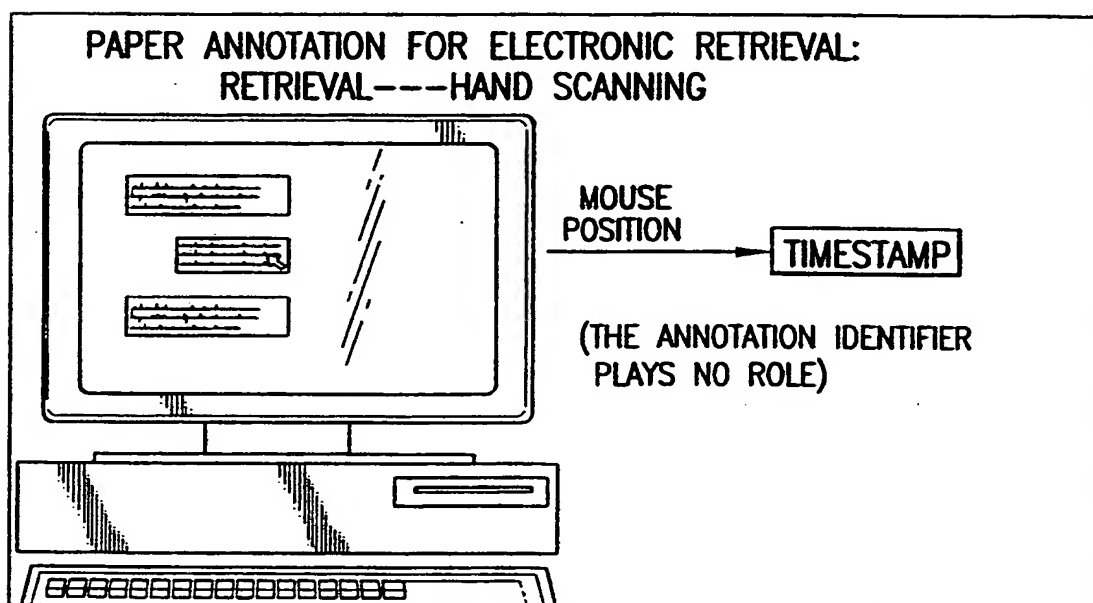 PAPER ANNOTATION FOR ELECTRONIC RETRIEVAL:
RETRIEVAL---HAND SCANNING
MOUSE
POSITION
TIMESTAMP
(THE ANNOTATION IDENTIFIER
PLAYS NO ROLE)